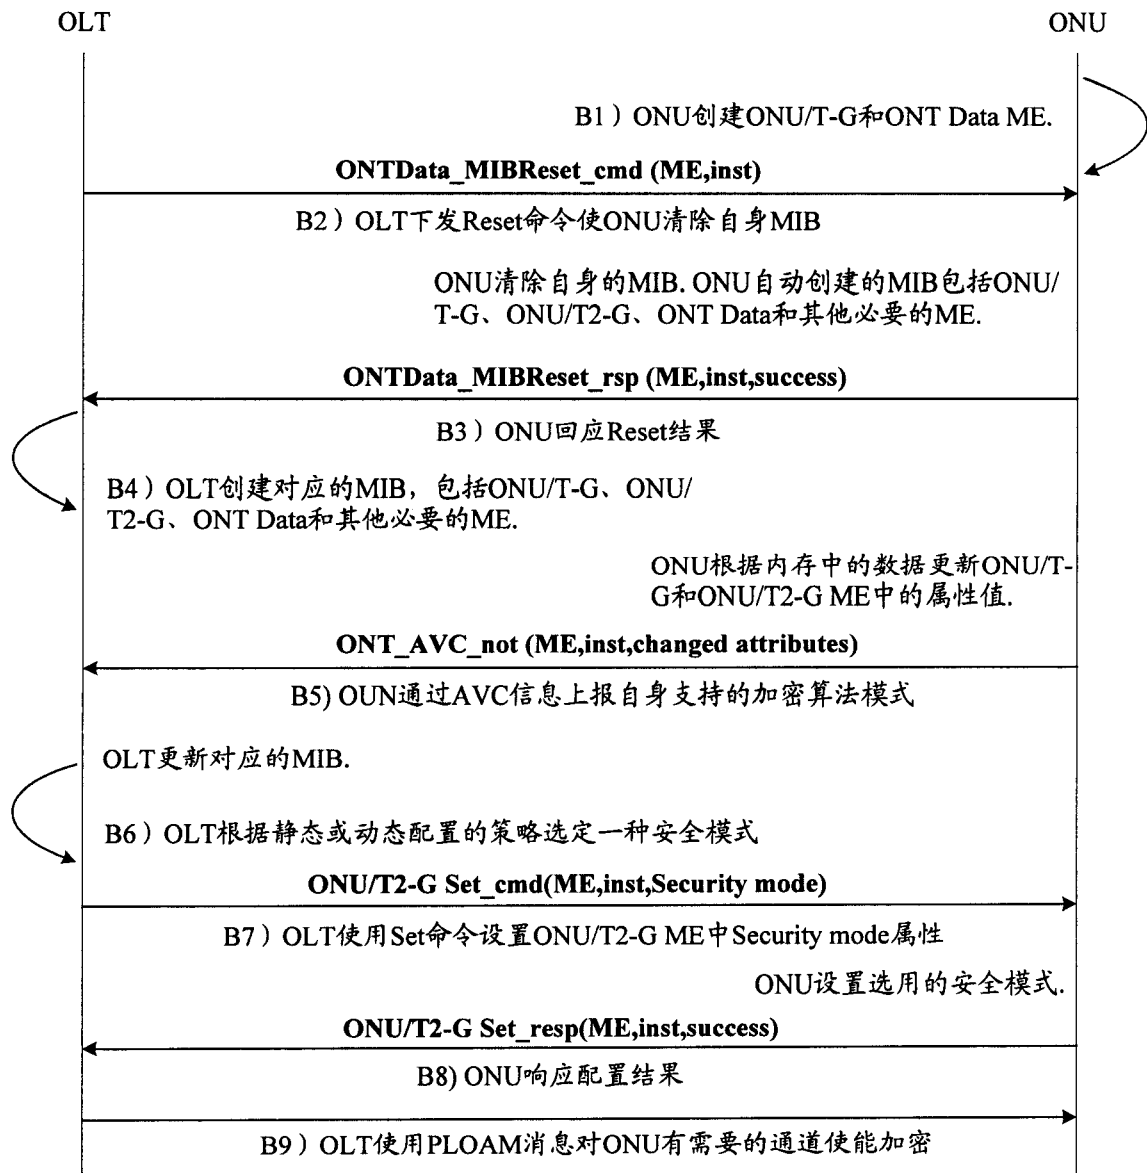 OLT
ONU
B1）ONU创建ONU/T-G和ONT Data ME.
ONTData_MIBReset_cmd (ME,inst)
B2）OLT下发Reset命令使ONU清除自身MIB
ONU清除自身的MIB. ONU自动创建的MIB包括ONU/
T-G、ONU/T2-G、ONT Data和其他必要的ME.
ONTData_MIBReset_rsp (ME,inst,success)
B3）ONU回应Reset结果
B4）OLT创建对应的MIB，包括ONU/T-G、ONU/
T2-G、ONT Data和其他必要的ME.
ONU根据内存中的数据更新ONU/T-
G和ONU/T2-G ME中的属性值.
ONT_AVC_not (ME,inst,changed attributes)
B5) OUN通过AVC信息上报自身支持的加密算法模式
OLT更新对应的MIB.
B6）OLT根据静态或动态配置的策略选定一种安全模式
ONU/T2-G Set_cmd(ME,inst,Security mode)
B7）OLT使用Set命令设置ONU/T2-G ME中Security mode属性
ONU设置选用的安全模式.
ONU/T2-G Set_resp(ME,inst,success)
B8) ONU响应配置结果
B9）OLT使用PLOAM消息对ONU有需要的通道使能加密